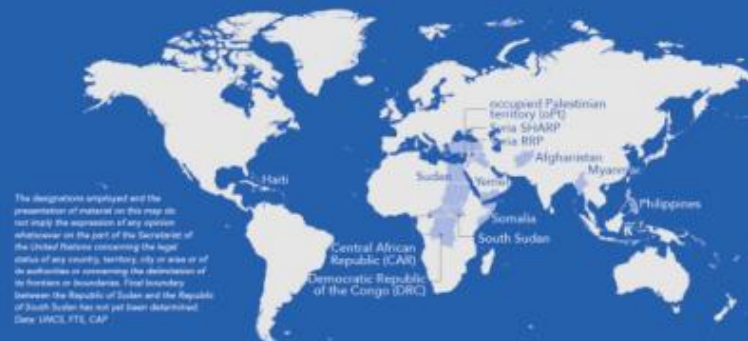 occupied Palestinian
territory (oPt)
Syria SHARP
Syria RRP
Afghanistan
Myanmar
Sudan
Yemen
Haiti
Philippines
Somalia
South Sudan
Central African
Republic (CAR)
Democratic Republic
of the Congo (DRC)
The designations employed and the
presentation of material on this map do
not imply the expression of any opinion
whatsoever on the part of the Secretariat of
the United Nations concerning the legal
status of any country, territory, city or area or of
its authorities or concerning the delimitation of
its frontiers or boundaries. Final boundary
between the Republic of Sudan and the Republic
of South Sudan has not yet been determined.
Data: UNCS, FTS, CAP